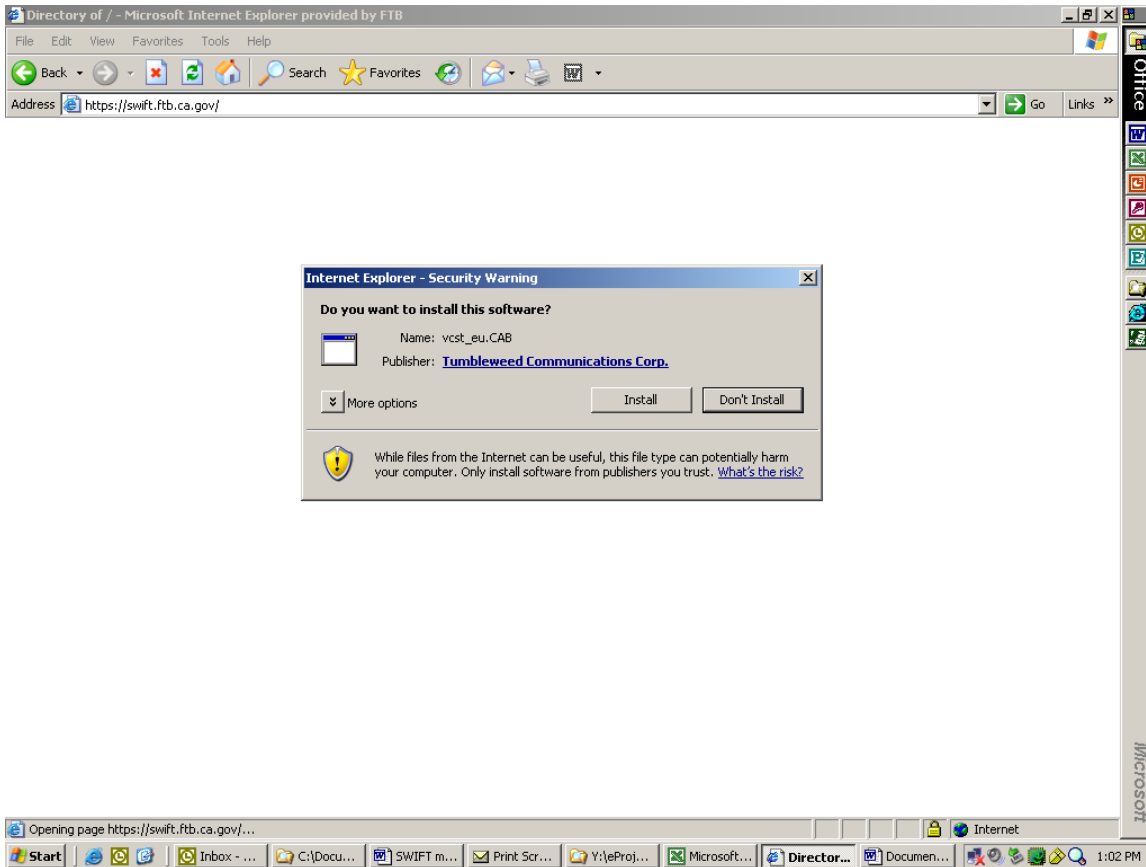 Directory of / - Microsoft Internet Explorer provided by FTB
File Edit View Favorites Tools Help
Back Search Favorites
Address https://swift.ftb.ca.gov/ Go Links »
Office
Internet Explorer - Security Warning
Do you want to install this software?
Name: vcst_eu.CAB
Publisher: Tumbleweed Communications Corp.
More options Install Don't Install
While files from the Internet can be useful, this file type can potentially harm
your computer. Only install software from publishers you trust. What's the risk?
Microsoft
Opening page https://swift.ftb.ca.gov/... Internet
Start Inbox - ... C:\Docu... SWIFT m... Print Scr... Y:\eProj... Microsoft... Director... Documen... 1:02 PM